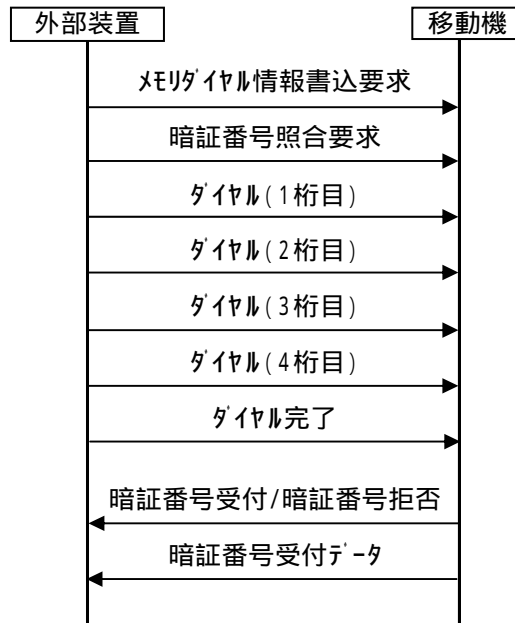 外部装置
移動機
ﾒﾓﾘﾀﾞｲﾔﾙ情報書込要求
暗証番号照合要求
ﾀﾞｲﾔﾙ(1桁目)
ﾀﾞｲﾔﾙ(2桁目)
ﾀﾞｲﾔﾙ(3桁目)
ﾀﾞｲﾔﾙ(4桁目)
ﾀﾞｲﾔﾙ完了
暗証番号受付/暗証番号拒否
暗証番号受付ﾃﾞｰﾀ